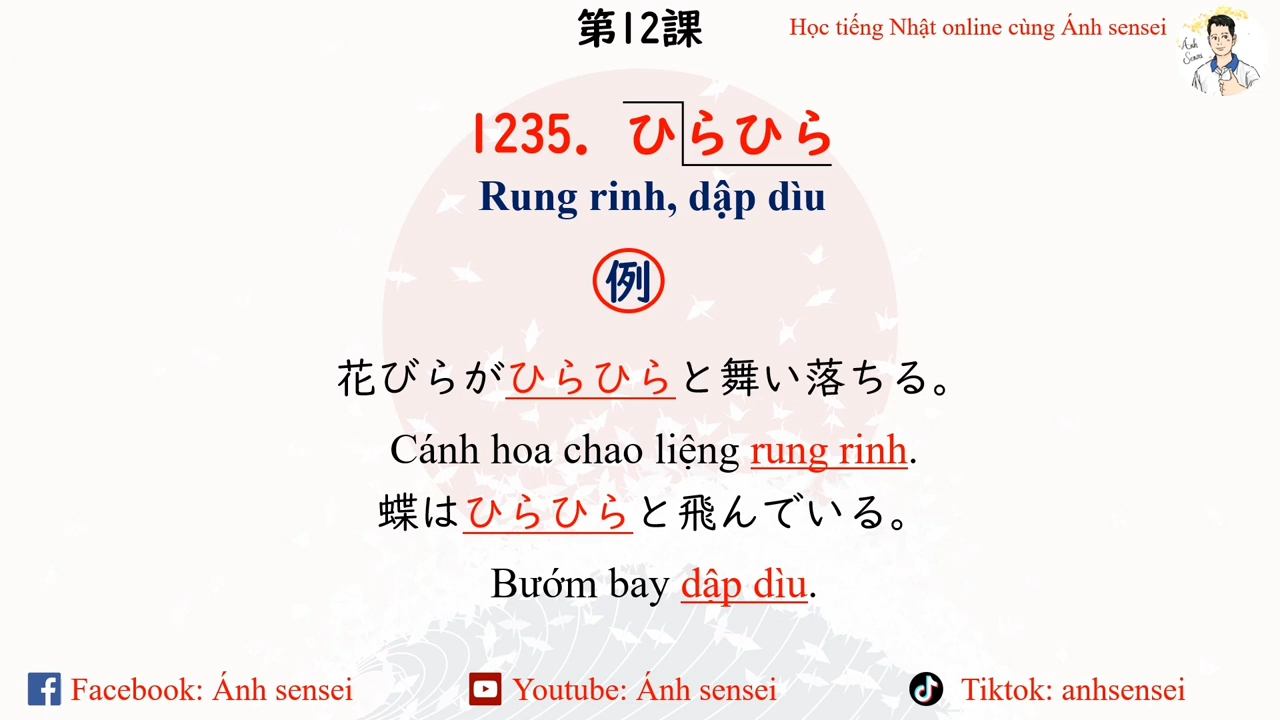 第12課
Học tiếng Nhật online cùng Ánh sensei
Ánh
Sensei
1235. ひらひら
Rung rinh, dập dìu
例
花びらがひらひらと舞い落ちる。
Cánh hoa chao liệng rung rinh.
蝶はひらひらと飛んでいる。
Bướm bay dập dìu.
Facebook: Ánh sensei
Youtube: Ánh sensei
Tiktok: anhsensei